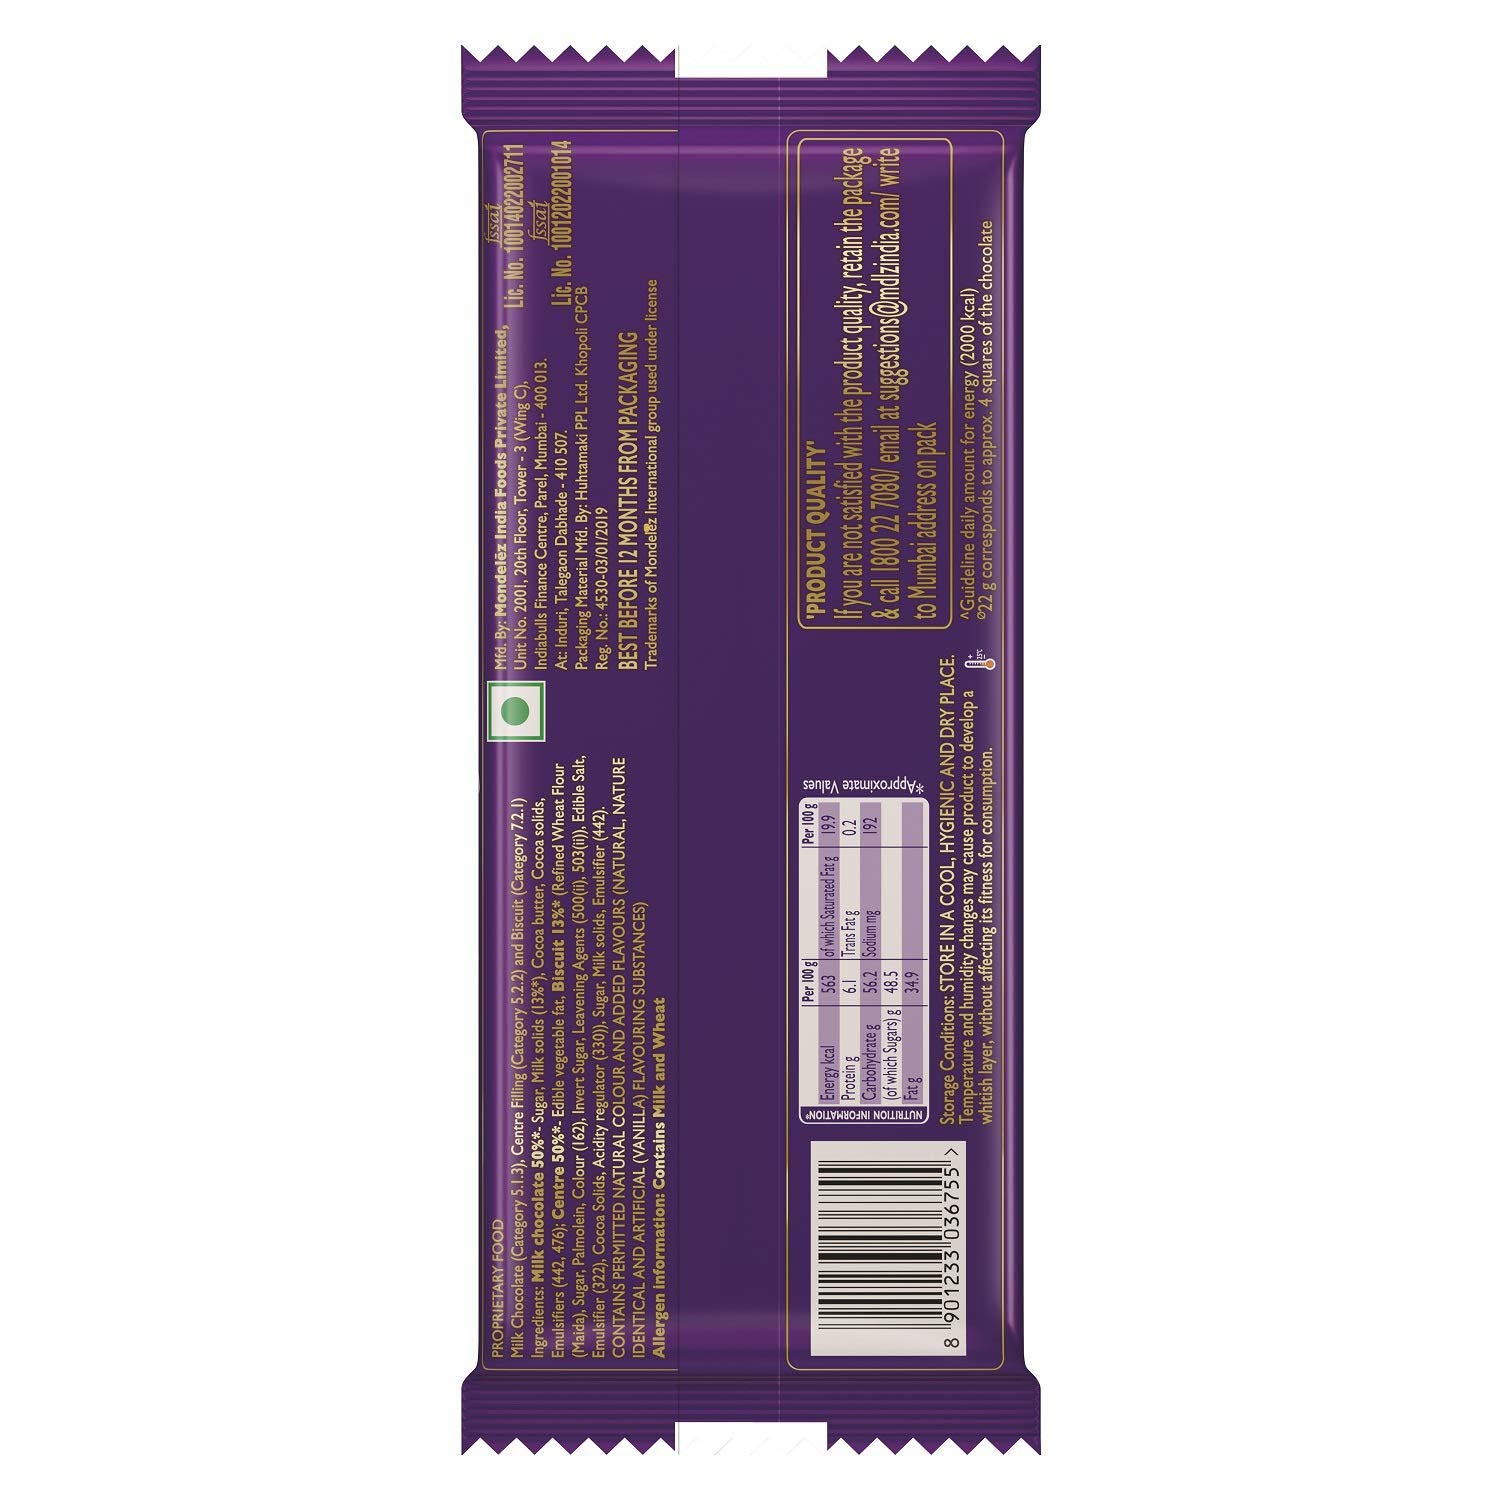 PROPRIETARY FOOD
Milk Chocolate (Category 5.1.3), Centre Filling (Category 5.2.2) and Biscuit (Category 7.2.1)
Ingredients: Milk chocolate 50%*- Sugar, Milk solids (13%*), Cocoa butter, Cocoa solids,
Emulsifiers (442, 476); Centre 50%*- Edible vegetable fat, Biscuit 13%* (Refined Wheat Flour
(Maida), Sugar, Palmolein, Colour (162), Invert Sugar, Leavening Agents (500(ii), 503(ii)), Edible Salt,
Emulsifier (322), Cocoa Solids, Acidity regulator (330)), Sugar, Milk solids, Emulsifier (442).
CONTAINS PERMITTED NATURAL COLOUR AND ADDED FLAVOURS (NATURAL, NATURE
IDENTICAL AND ARTIFICIAL (VANILLA) FLAVOURING SUBSTANCES)
Allergen information: Contains Milk and Wheat
Mfd. By: Mondelēz India Foods Private Limited,
Unit No. 2001, 20th Floor, Tower - 3 (Wing C),
Indiabulls Finance Centre, Parel, Mumbai - 400 013.
At: Induri, Talegaon Dabhade - 410 507.
Packaging Material Mfd. By: Huhtamaki PPL Ltd. Khopoli CPCB
Reg. No.: 4530-03/01/2019
BEST BEFORE 12 MONTHS FROM PACKAGING
Trademarks of Mondelēz International group used under license
fssai
Lic. No. 10014022002711
fssai
Lic. No. 10012022001014
8 901233 036755 >
NUTRITION INFORMATION*
Per 100 g Per 100 g
Energy kcal 563 of which Saturated Fat g 19.9
Protein g 6.1 Trans Fat g 0.2
Carbohydrate g 56.2 Sodium mg 192
(of which Sugars) g 48.5
Fat g 34.9
*Approximate Values
Storage Conditions: STORE IN A COOL, HYGIENIC AND DRY PLACE.
Temperature and humidity changes may cause product to develop a
whitish layer, without affecting its fitness for consumption.
'PRODUCT QUALITY'
If you are not satisfied with the product quality, retain the package
& call 1800 22 7080/ email at suggestions@mdlzindia.com/ write
to Mumbai address on pack
^Guideline daily amount for energy (2000 kcal)
ø22 g corresponds to approx. 4 squares of the chocolate